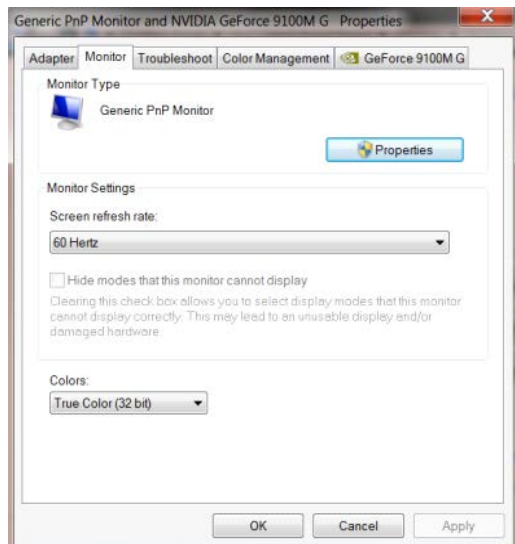 Generic PnP Monitor and NVIDIA GeForce 9100M G Properties
X
Adapter Monitor Troubleshoot Color Management GeForce 9100M G
Monitor Type
Generic PnP Monitor
Properties
Monitor Settings
Screen refresh rate:
60 Hertz
Hide modes that this monitor cannot display
Clearing this check box allows you to select display modes that this monitor
cannot display correctly. This may lead to an unusable display and/or
damaged hardware.
Colors:
True Color (32 bit)
OK Cancel Apply